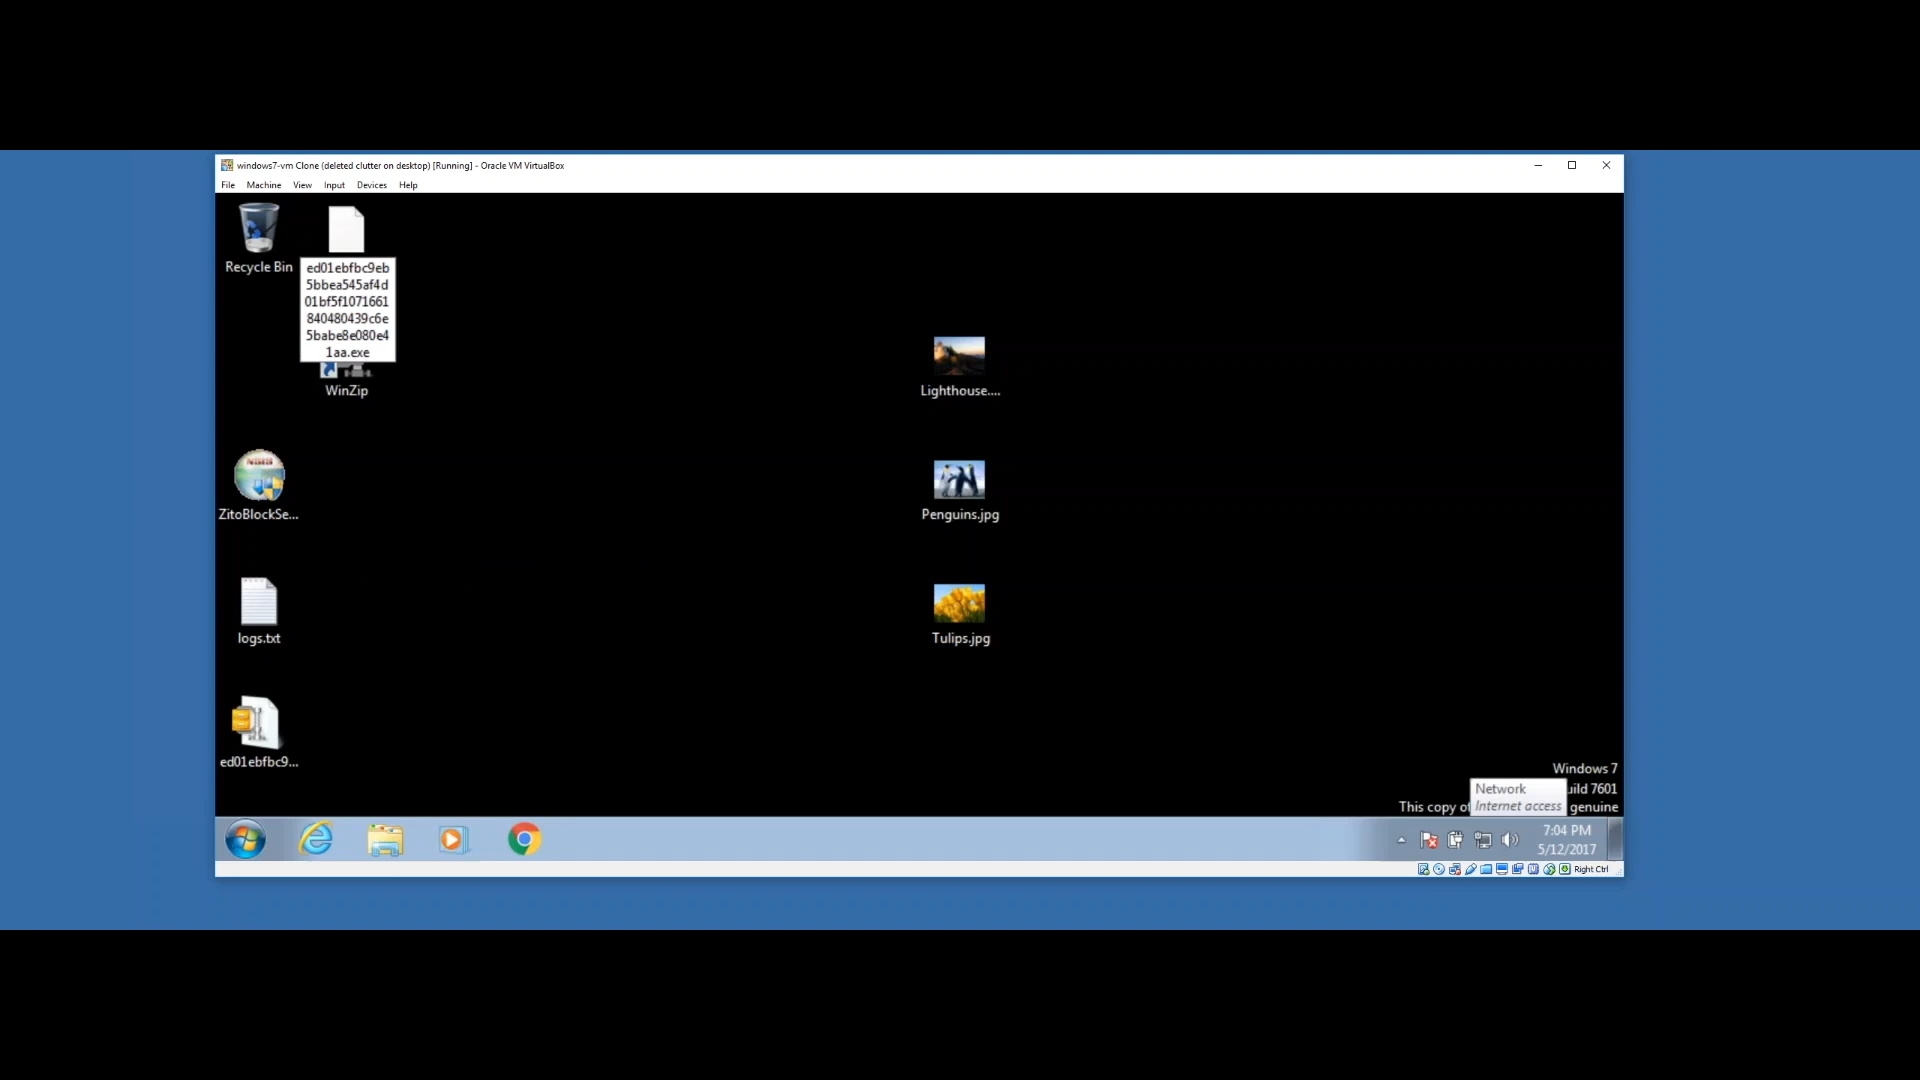 windows7-vm Clone (deleted clutter on desktop) [Running] - Oracle VM VirtualBox
File Machine View Input Devices Help
Recycle Bin
ed01ebfbc9eb
5bbea545af4d
01bf5f1071661
840480439c6e
5babe8e080e4
1aa.exe
WinZip
Lighthouse....
ZitoBlockSe...
Penguins.jpg
logs.txt
Tulips.jpg
ed01ebfbc9...
Windows 7
Network
uild 7601
This copy of
Internet access
genuine
7:04 PM
5/12/2017
Right Ctrl